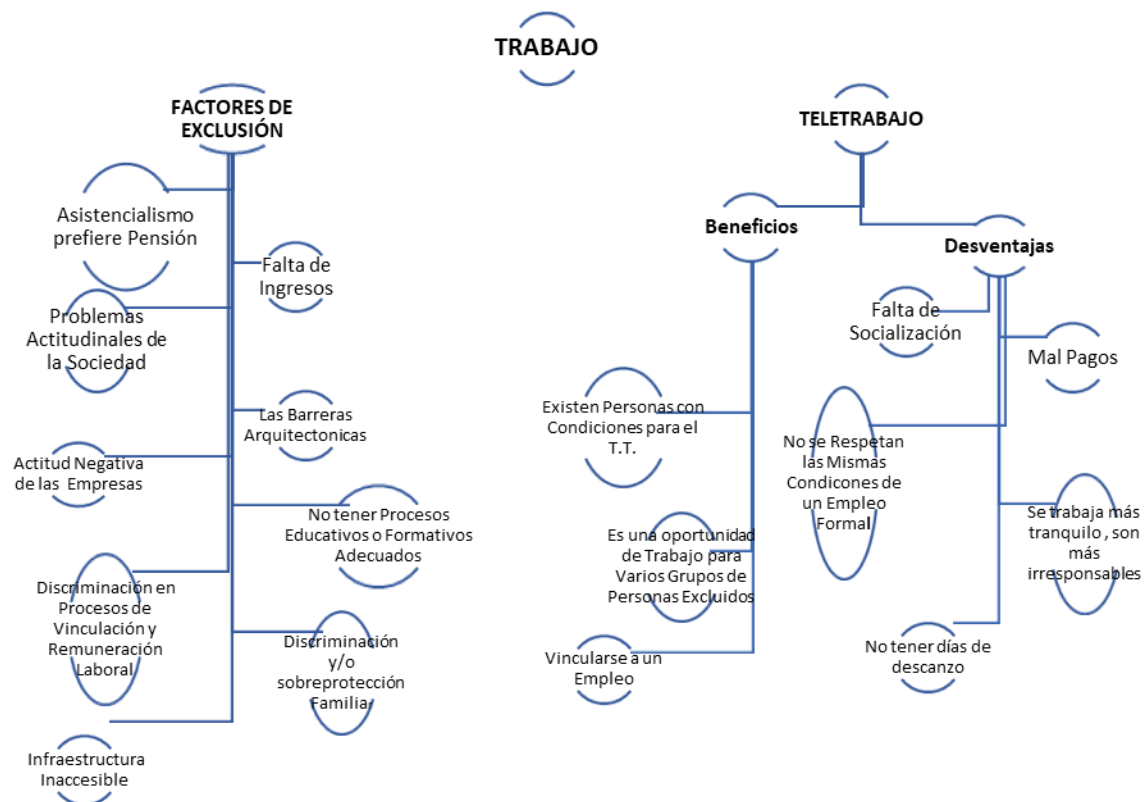 TRABAJO
FACTORES DE
EXCLUSIÓN
Asistencialismo
prefiere Pensión
Falta de
Ingresos
Problemas
Actitudinales de
la Sociedad
Las Barreras
Arquitectonicas
Actitud Negativa
de las Empresas
No tener Procesos
Educativos o Formativos
Adecuados
Discriminación en
Procesos de
Vinculación y
Remuneración
Laboral
Discriminación
y/o
sobreprotección
Familiar
Infraestructura
Inaccesible
TELETRABAJO
Beneficios
Existen Personas con
Condiciones para el
T.T.
Es una oportunidad
de Trabajo para
Varios Grupos de
Personas Excluidos
Vincularse a un
Empleo
Desventajas
Falta de
Socialización
Mal Pagos
No se Respetan
las Mismas
Condicones de
un Empleo
Formal
Se trabaja más
tranquilo , son
más
irresponsables
No tener días de
descanzo